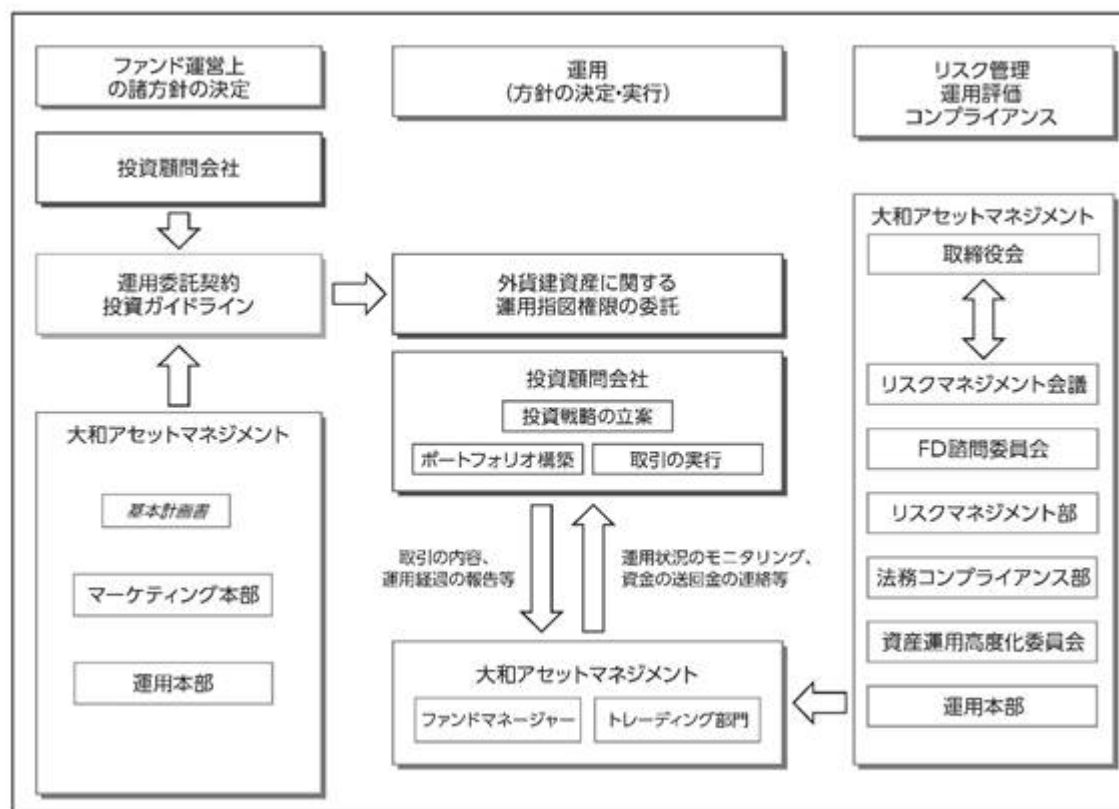 ファンド運営上
の諸方針の決定
運用
(方針の決定・実行)
リスク管理
運用評価
コンプライアンス
投資顧問会社
運用委託契約
投資ガイドライン
外貨建資産に関する
運用指図権限の委託
投資顧問会社
投資戦略の立案
ポートフォリオ構築
取引の実行
大和アセットマネジメント
基本計画書
マーケティング本部
運用本部
取引の内容、
運用経過の報告等
運用状況のモニタリング、
資金の送回金の連絡等
大和アセットマネジメント
ファンドマネージャー
トレーディング部門
大和アセットマネジメント
取締役会
リスクマネジメント会議
FD諮問委員会
リスクマネジメント部
法務コンプライアンス部
資産運用高度化委員会
運用本部